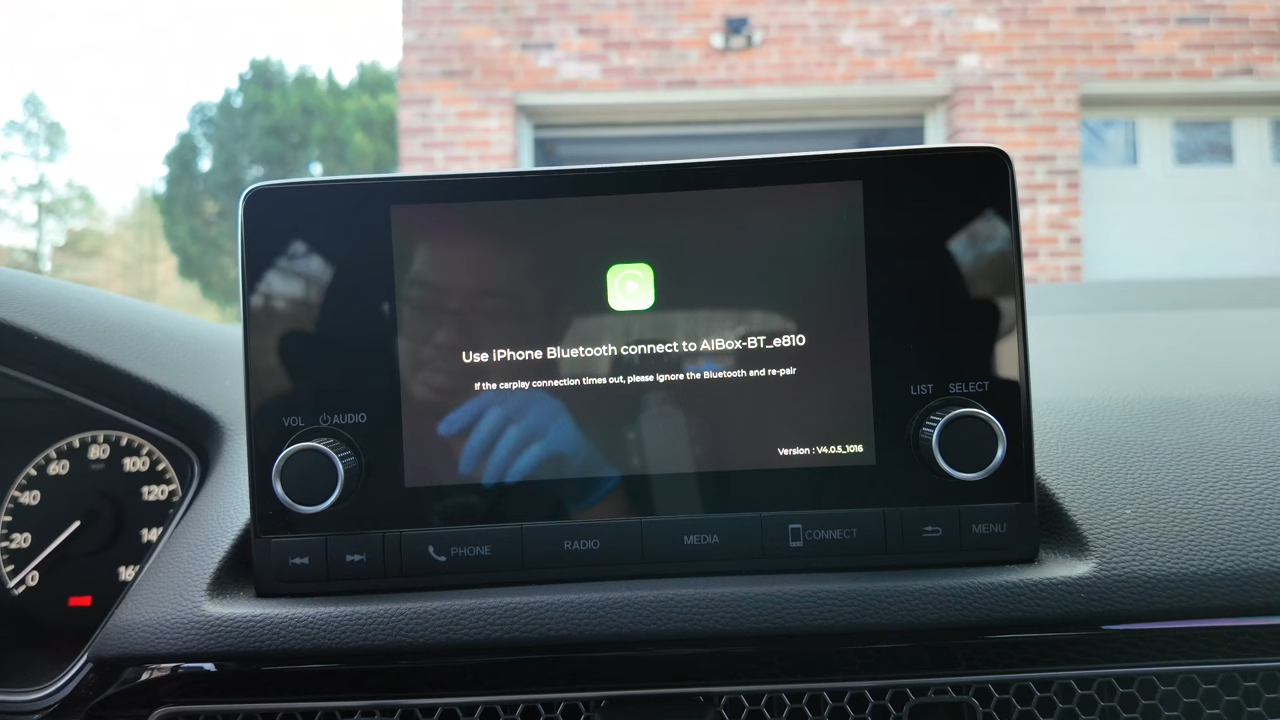 Use iPhone Bluetooth connect to AIBox-BT_e810
If the carplay connection times out, please ignore the Bluetooth and re-pair
Version : V4.0.5_1016
VOL AUDIO
LIST SELECT
PHONE
RADIO
MEDIA
CONNECT
MENU
0
20
40
60
80
100
120
14
16